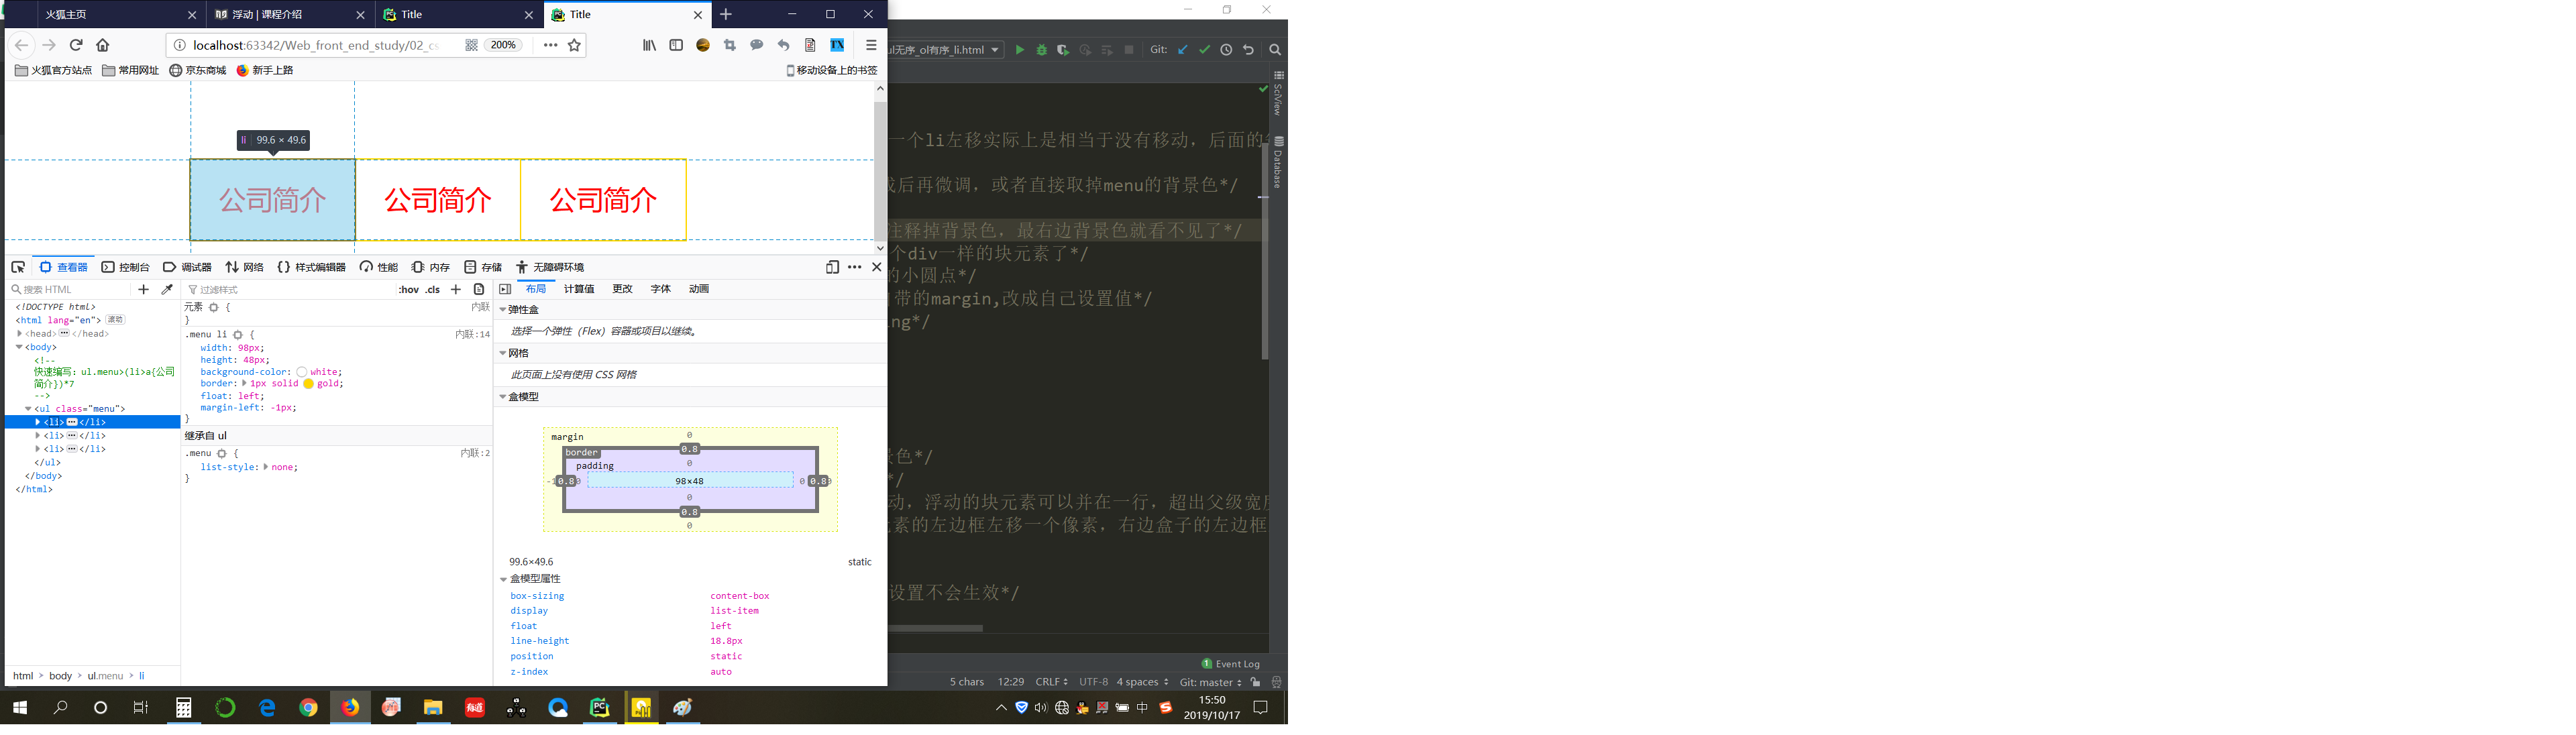 火狐主页
浮动 | 课程介绍
Title
Title
localhost:63342/Web_front_end_study/02_cs
200%
火狐官方站点
常用网址
京东商城
新手上路
移动设备上的书签
li 99.6 × 49.6
公司简介
公司简介
公司简介
查看器
控制台
调试器
网络
样式编辑器
性能
内存
存储
无障碍环境
搜索 HTML
<!DOCTYPE html>
<html lang="en"> 滚动
<head> </head>
<body>
<!--
快速编写: ul.menu>(li>a{公司
简介})*7
-->
<ul class="menu">
<li> </li>
<li> </li>
<li> </li>
</ul>
</body>
</html>
html > body > ul.menu > li
过滤样式
:hov .cls
元素 {
内联
}
.menu li {
内联:14
width: 98px;
height: 48px;
background-color: white;
border: 1px solid gold;
float: left;
margin-left: -1px;
}
继承自 ul
.menu {
内联:2
list-style: none;
}
布局 计算值 更改 字体 动画
弹性盒
选择一个弹性（Flex）容器或项目以继续。
网格
此页面上没有使用 CSS 网格
盒模型
margin
0
border
0.8
padding
0
0.8
98×48
0
0.8
0
0.8
0
99.6×49.6 static
盒模型属性
box-sizing content-box
display list-item
float left
line-height 18.8px
position static
z-index auto
ul无序_ol有序_li.html
Git:
一个li左移实际上是相当于没有移动，后面的
后再微调，或者直接取掉menu的背景色*/
注释掉背景色，最右边背景色就看不见了*/
个div一样的块元素了*/
的小圆点*/
带的margin,改成自己设置值*/
ing*/
色*/
*/
动，浮动的块元素可以并在一行，超出父级宽
元素的左边框左移一个像素，右边盒子的左边框
设置不会生效*/
SciView
Database
1 Event Log
5 chars 12:29 CRLF UTF-8 4 spaces Git: master
PC
有道
中
15:50
2019/10/17